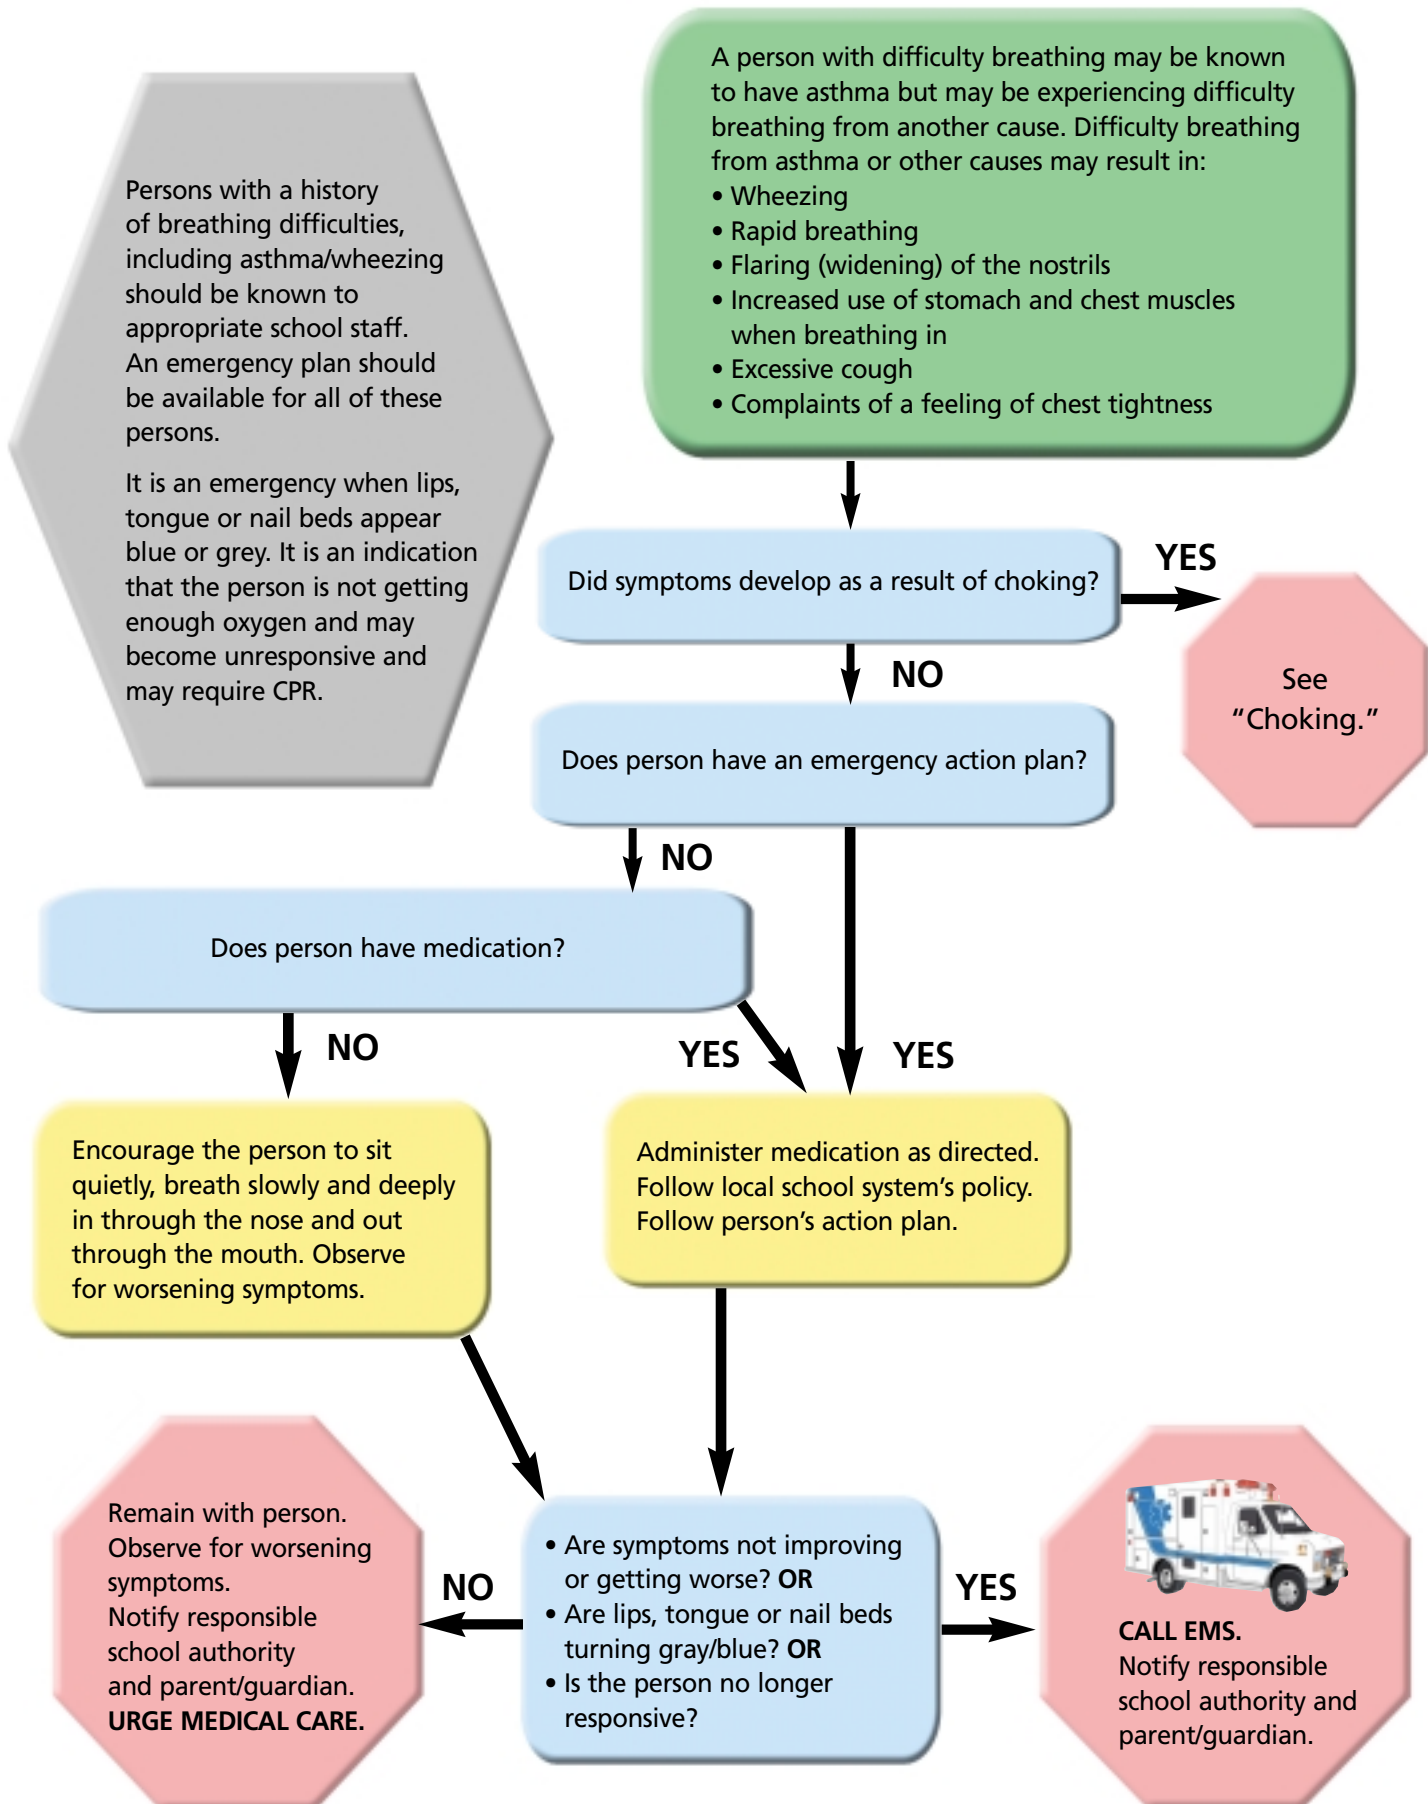 A person with difficulty breathing may be known
to have asthma but may be experiencing difficulty
breathing from another cause. Difficulty breathing
from asthma or other causes may result in:
• Wheezing
• Rapid breathing
• Flaring (widening) of the nostrils
• Increased use of stomach and chest muscles
when breathing in
• Excessive cough
• Complaints of a feeling of chest tightness
Persons with a history
of breathing difficulties,
including asthma/wheezing
should be known to
appropriate school staff.
An emergency plan should
be available for all of these
persons.
It is an emergency when lips,
tongue or nail beds appear
blue or grey. It is an indication
that the person is not getting
enough oxygen and may
become unresponsive and
may require CPR.
Did symptoms develop as a result of choking?
YES
See
“Choking.”
NO
Does person have an emergency action plan?
NO
Does person have medication?
NO
YES
YES
Encourage the person to sit
quietly, breath slowly and deeply
in through the nose and out
through the mouth. Observe
for worsening symptoms.
Administer medication as directed.
Follow local school system’s policy.
Follow person’s action plan.
• Are symptoms not improving
or getting worse? OR
• Are lips, tongue or nail beds
turning gray/blue? OR
• Is the person no longer
responsive?
NO
Remain with person.
Observe for worsening
symptoms.
Notify responsible
school authority
and parent/guardian.
URGE MEDICAL CARE.
YES
CALL EMS.
Notify responsible
school authority and
parent/guardian.